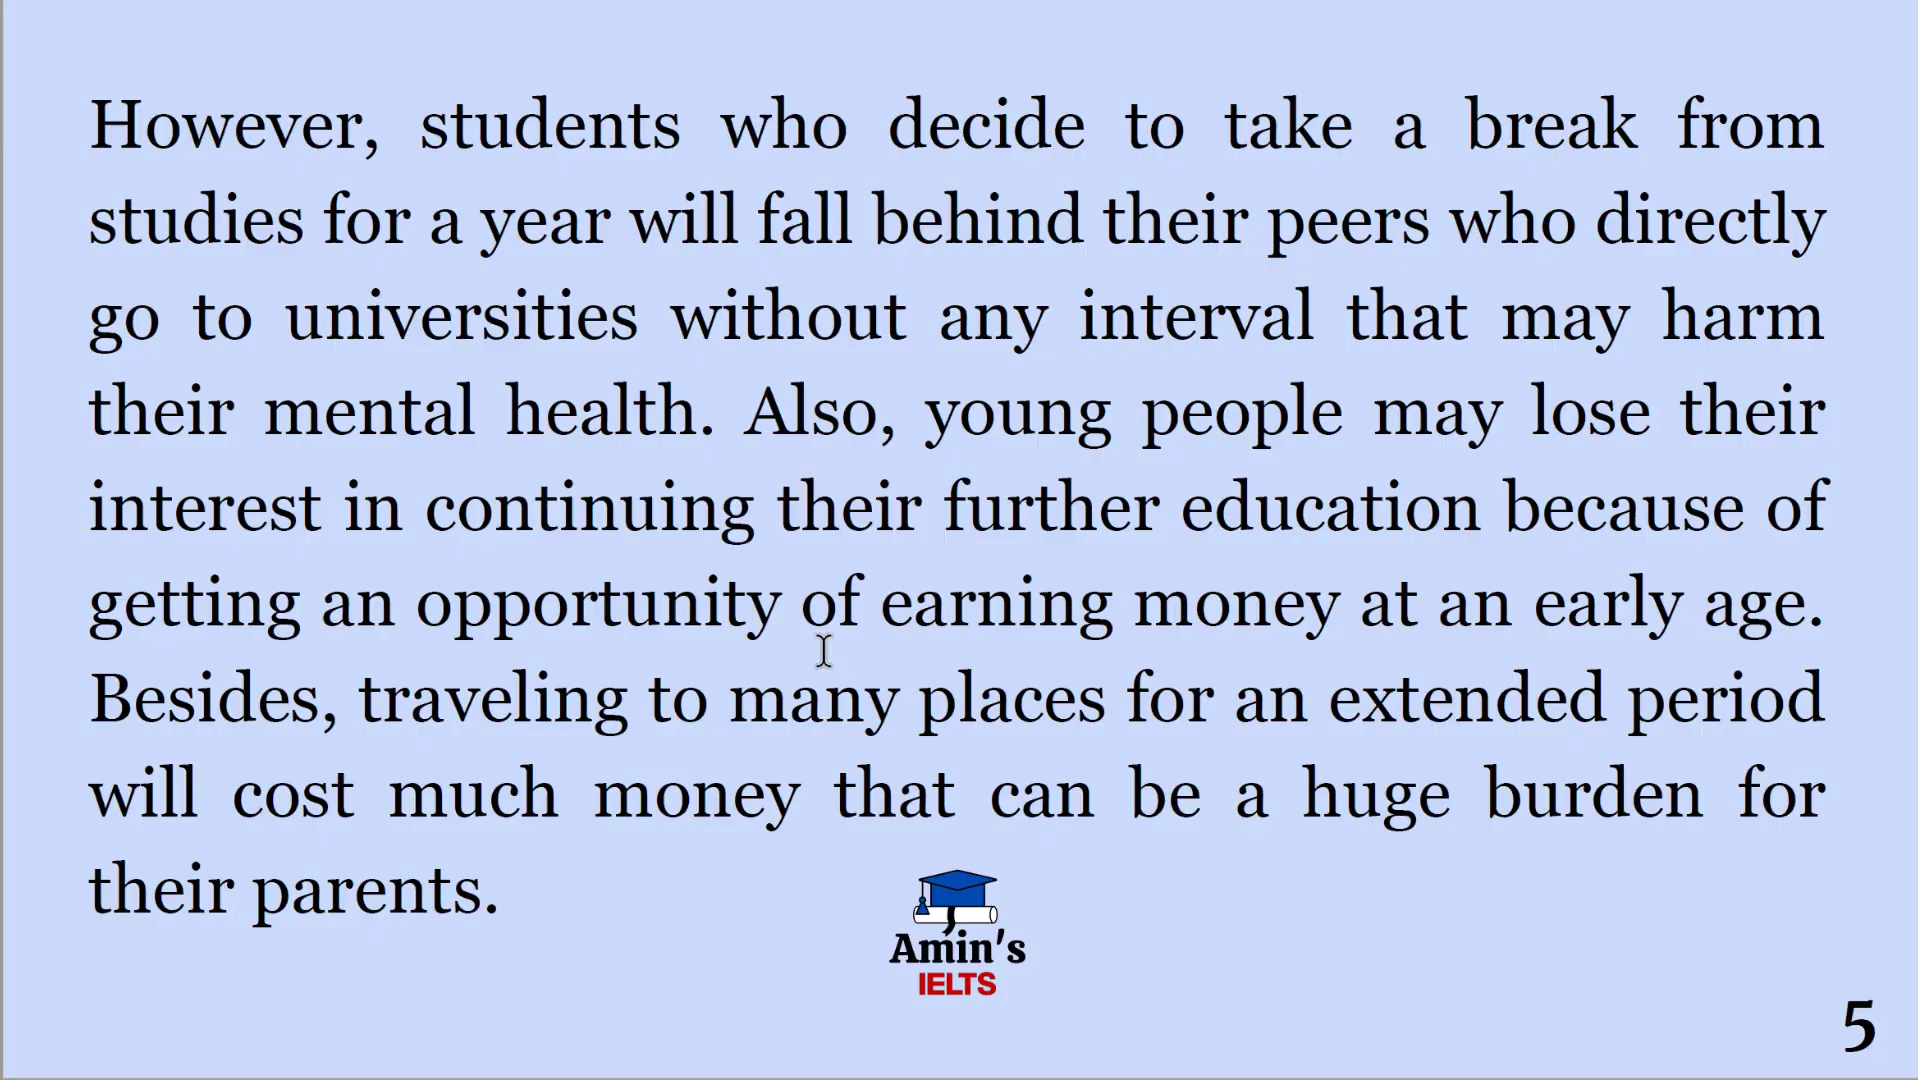 However, students who decide to take a break from
studies for a year will fall behind their peers who directly
go to universities without any interval that may harm
their mental health. Also, young people may lose their
interest in continuing their further education because of
getting an opportunity of earning money at an early age.
Besides, traveling to many places for an extended period
will cost much money that can be a huge burden for
their parents.
Amin's
IELTS
5